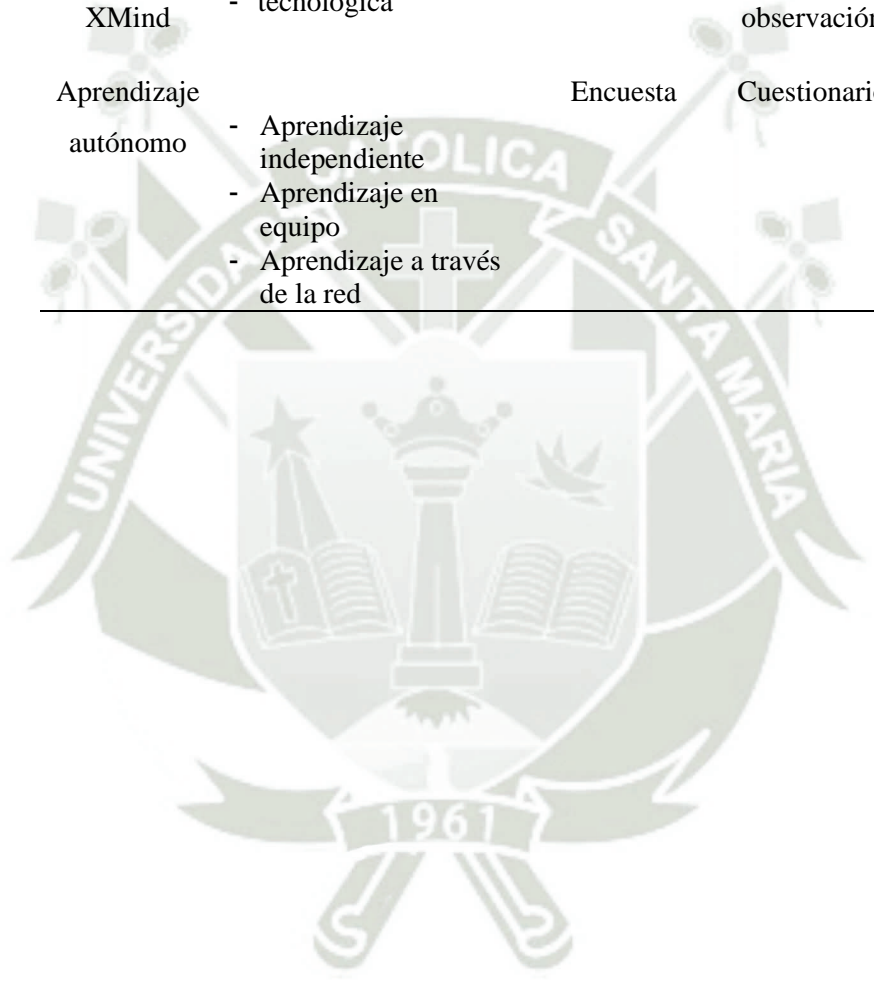 XMind
- tecnológica
observación
Aprendizaje
autónomo
- Aprendizaje
independiente
- Aprendizaje en
equipo
- Aprendizaje a través
de la red
Encuesta
Cuestionario
UNIVERSIDAD CATOLICA SANTA MARIA
1961